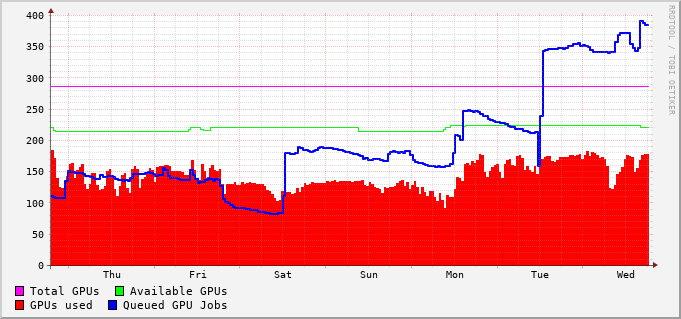 400
350
300
250
200
150
100
50
0
Thu Fri Sat Sun Mon Tue Wed
Total GPUs Available GPUs
GPUs used Queued GPU Jobs
RRDTOOL / TOBI OETIKER